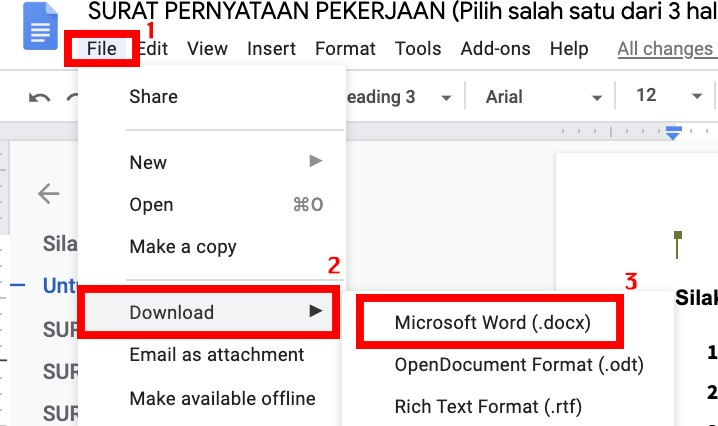 SURAT PERNYATAAN PEKERJAAN (Pilih salah satu dari 3 hal
1
File Edit View Insert Format Tools Add-ons Help All changes
eading 3 Arial 12
Share
New
Open ⌘O
Make a copy
Sila
Untu
2
3
Download
Microsoft Word (.docx)
Silak
SUR
Email as attachment
OpenDocument Format (.odt)
1
SUR
Make available offline
Rich Text Format (.rtf)
2
SUR